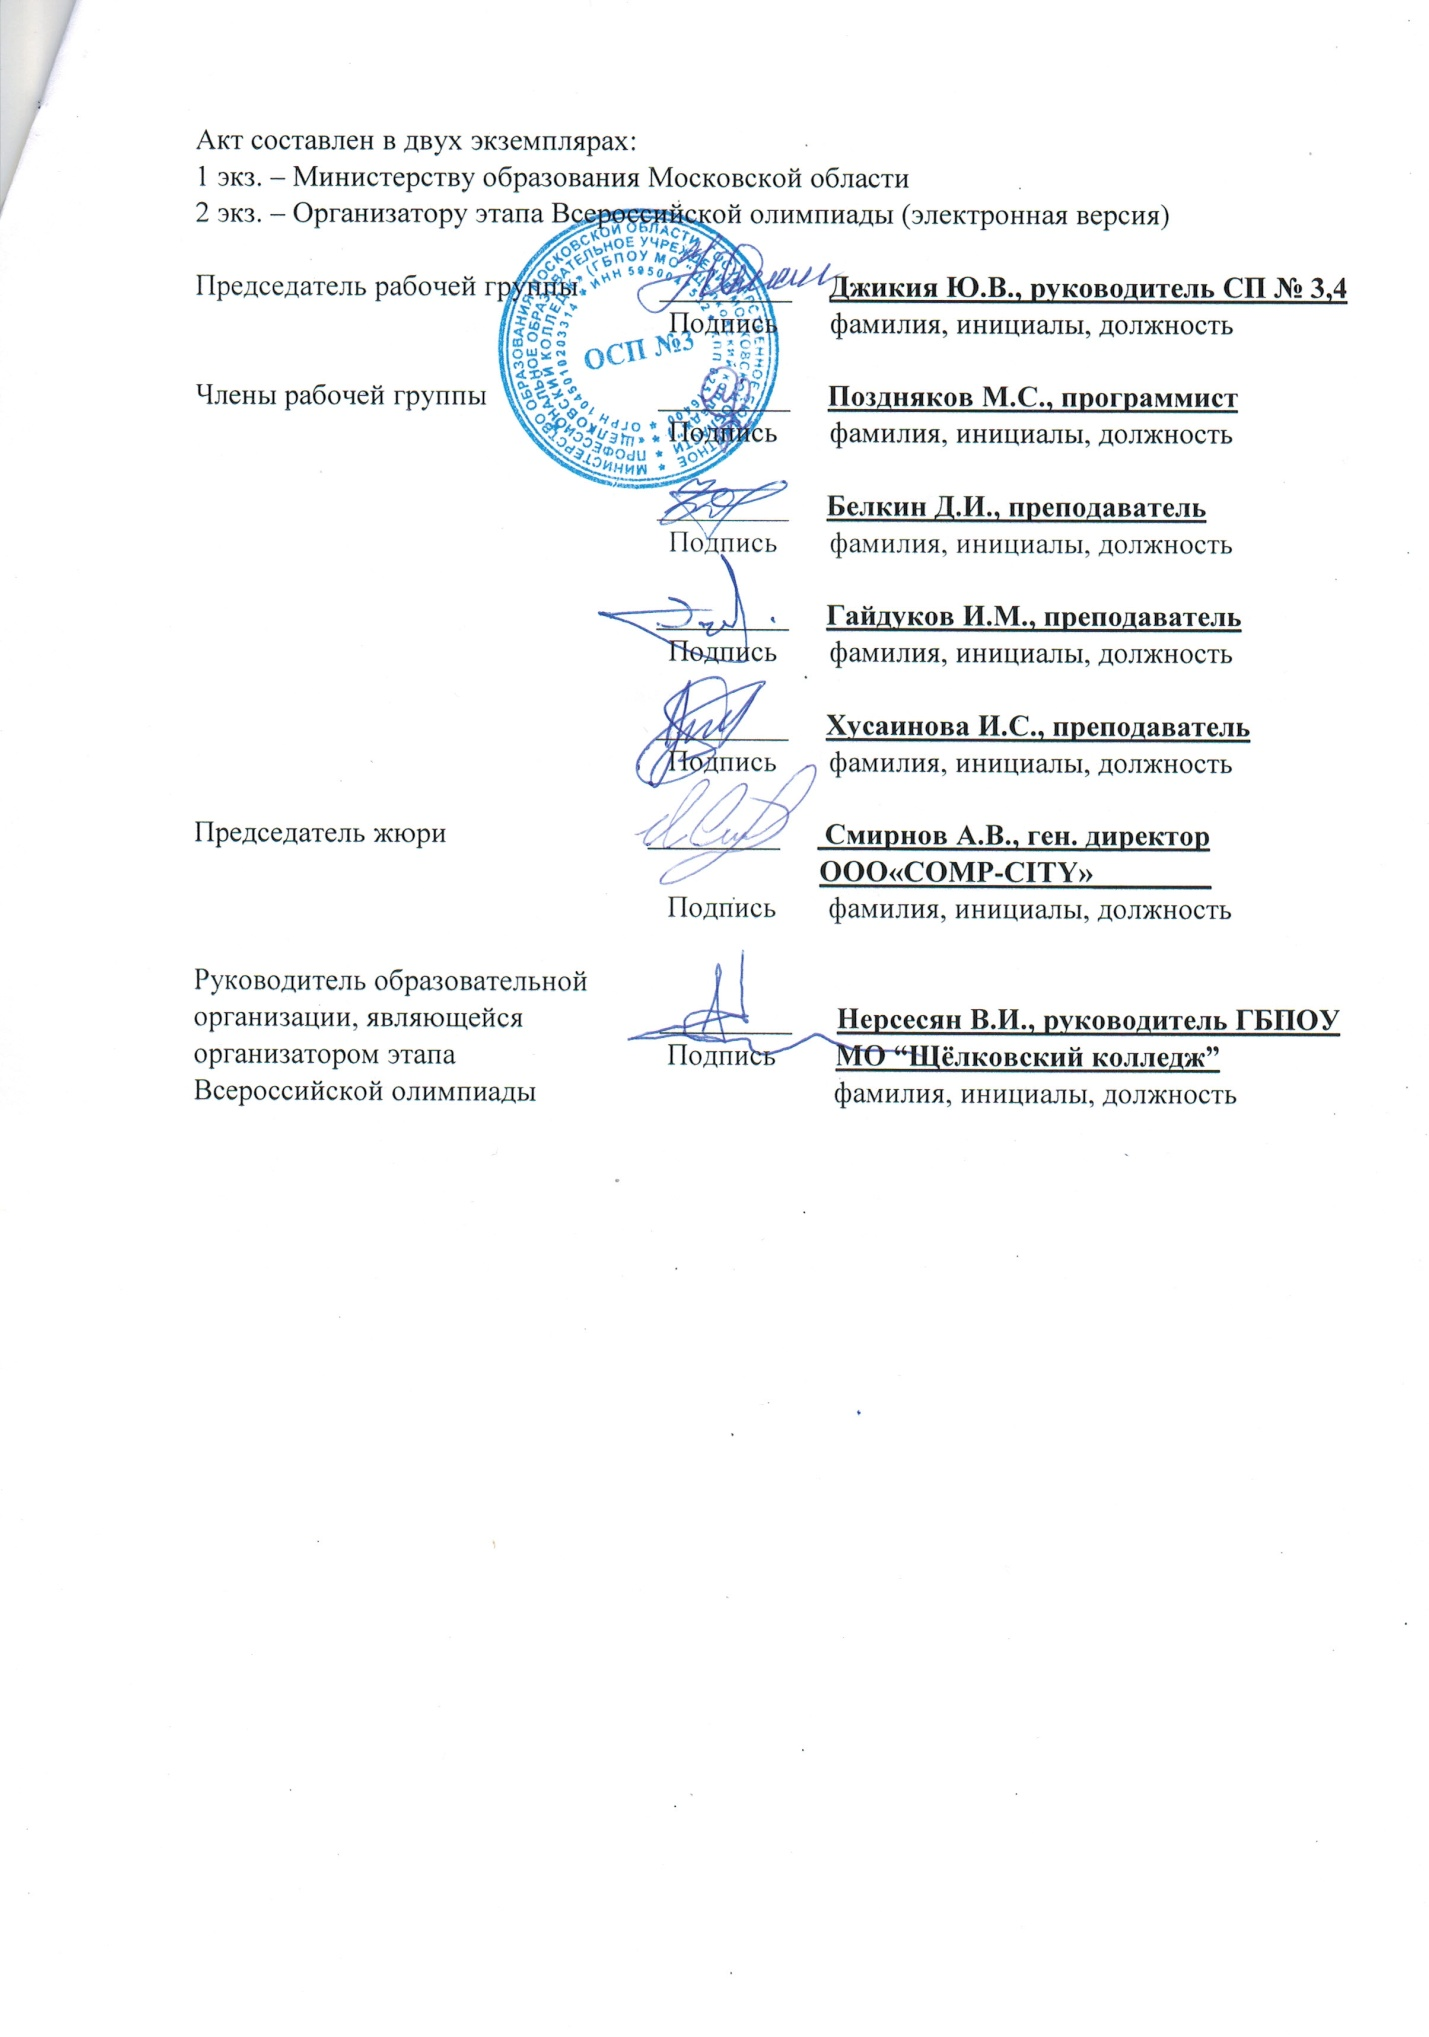 Акт составлен в двух экземплярах:
1 экз. – Министерству образования Московской области
2 экз. – Организатору этапа Всероссийской олимпиады (электронная версия)
Председатель рабочей группы Джикия Ю.В., руководитель СП № 3,4
Подпись фамилия, инициалы, должность
ОСП №3
Члены рабочей группы Поздняков М.С., программист
Подпись фамилия, инициалы, должность
Белкин Д.И., преподаватель
Подпись фамилия, инициалы, должность
Гайдуков И.М., преподаватель
Подпись фамилия, инициалы, должность
Хусаинова И.С., преподаватель
Подпись фамилия, инициалы, должность
Председатель жюри Смирнов А.В., ген. директор
ООО«COMP-CITY»
Подпись фамилия, инициалы, должность
Руководитель образовательной
организации, являющейся Нерсесян В.И., руководитель ГБПОУ
организатором этапа Подпись МО “Щёлковский колледж”
Всероссийской олимпиады фамилия, инициалы, должность